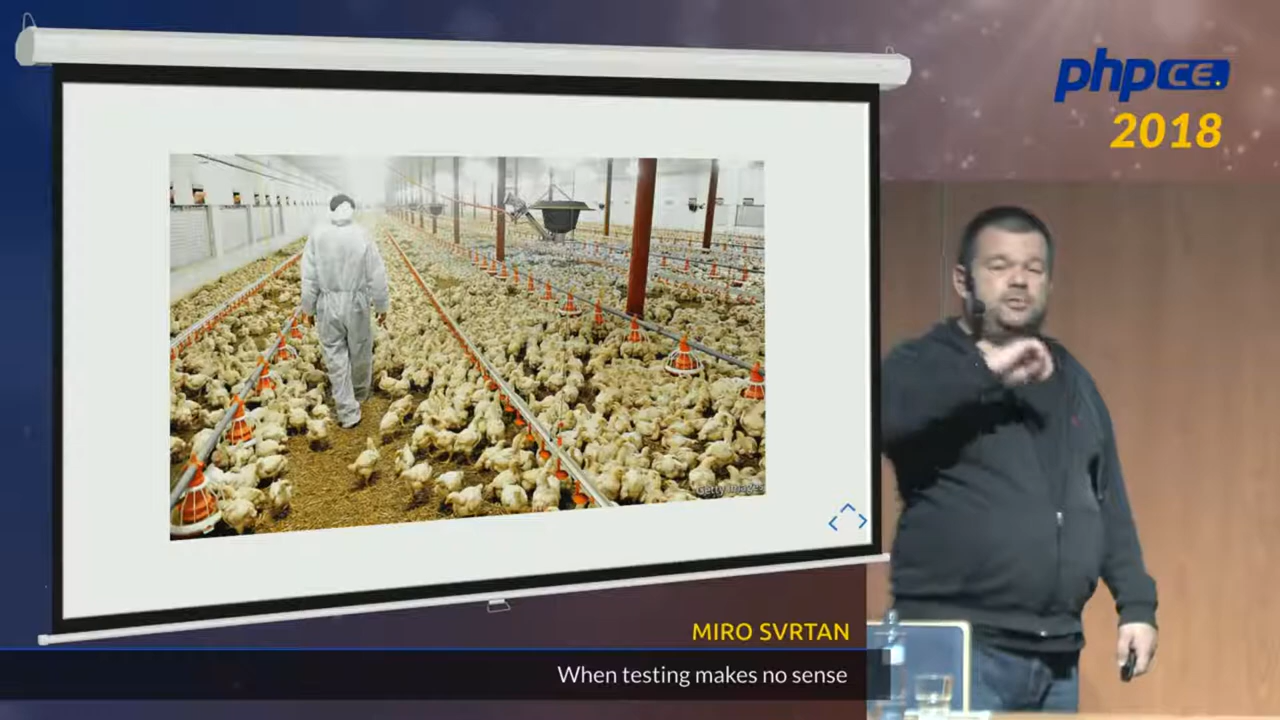 phpce.
2018
Getty Images
MIRO SVRTAN
When testing makes no sense